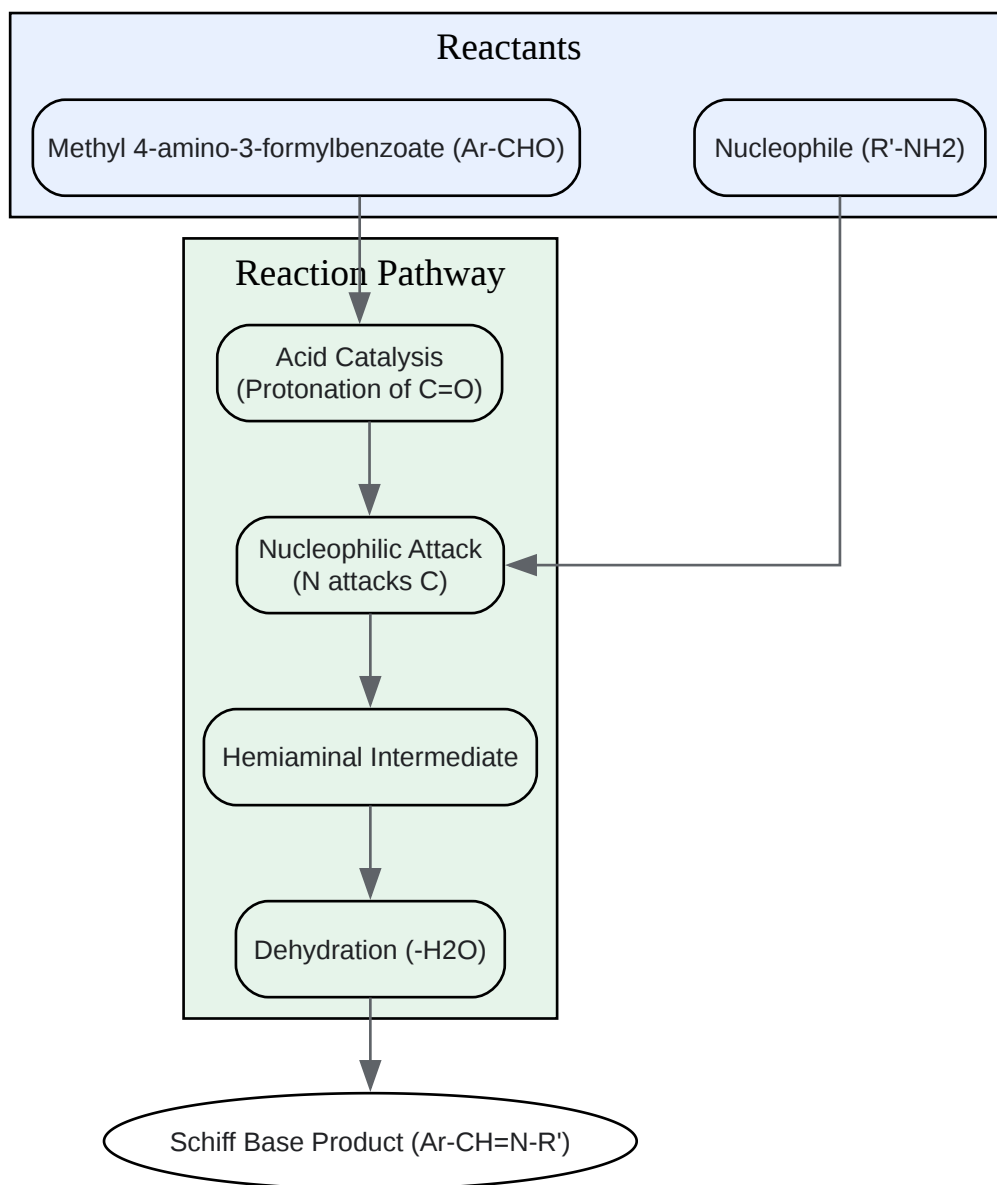 Reactants
Methyl 4-amino-3-formylbenzoate (Ar-CHO)
Nucleophile (R'-NH2)
Reaction Pathway
Acid Catalysis
(Protonation of C=O)
Nucleophilic Attack
(N attacks C)
Hemiaminal Intermediate
Dehydration (-H2O)
Schiff Base Product (Ar-CH=N-R')